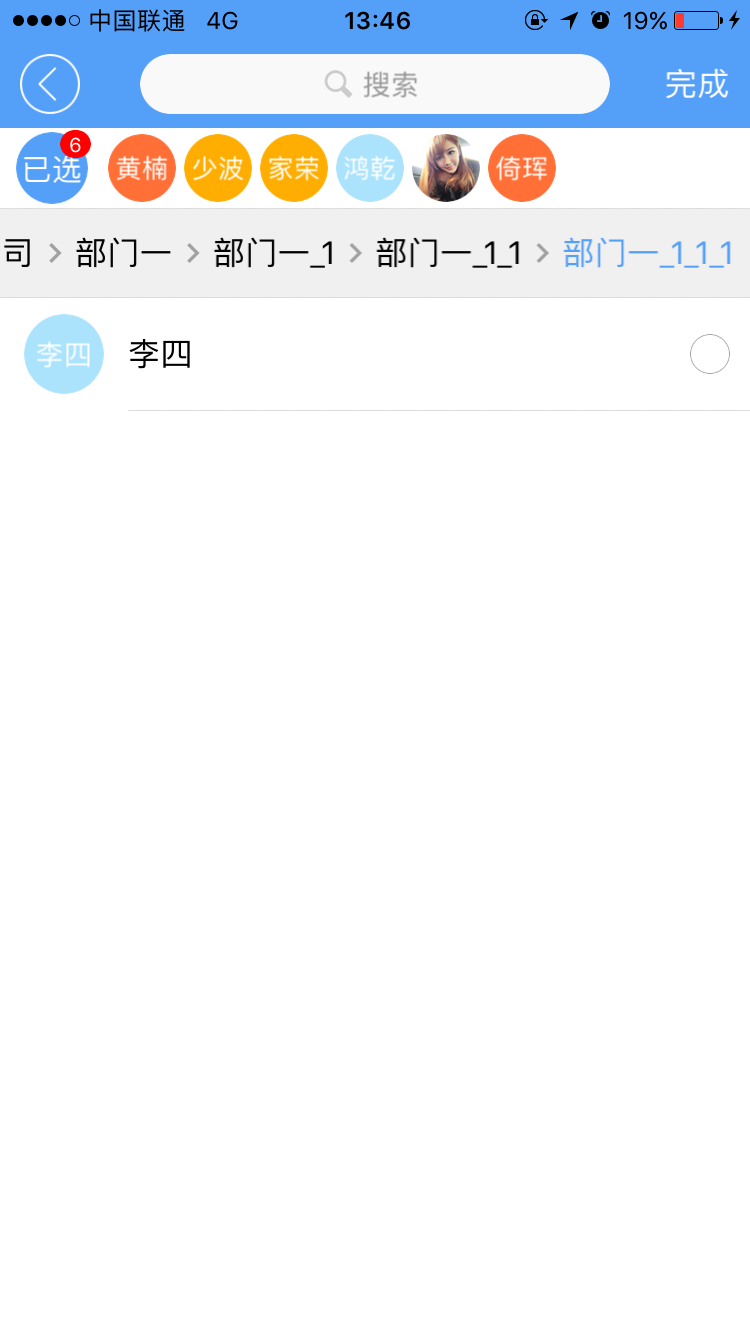 中国联通 4G 13:46 19%
搜索 完成
已选 6 黄楠 少波 家荣 鸿乾 倚珲
司 > 部门一 > 部门一_1 > 部门一_1_1 > 部门一_1_1_1
李四 李四